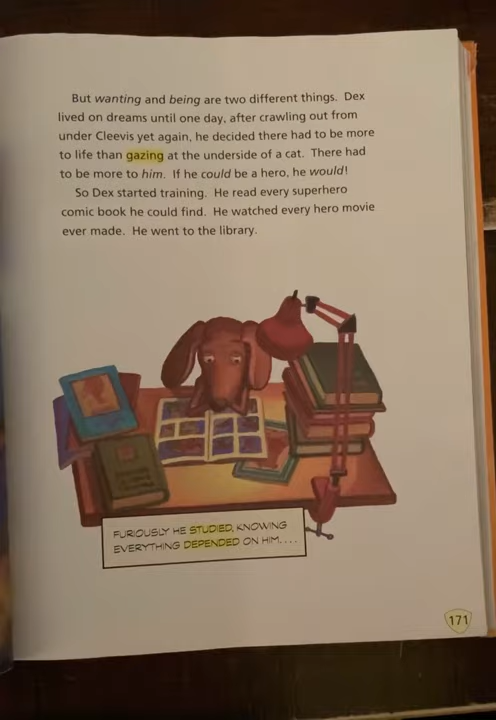 But wanting and being are two different things. Dex
lived on dreams until one day, after crawling out from
under Cleevis yet again, he decided there had to be more
to life than gazing at the underside of a cat. There had
to be more to him. If he could be a hero, he would!
So Dex started training. He read every superhero
comic book he could find. He watched every hero movie
ever made. He went to the library.
FURIOUSLY HE STUDIED, KNOWING
EVERYTHING DEPENDED ON HIM....
171